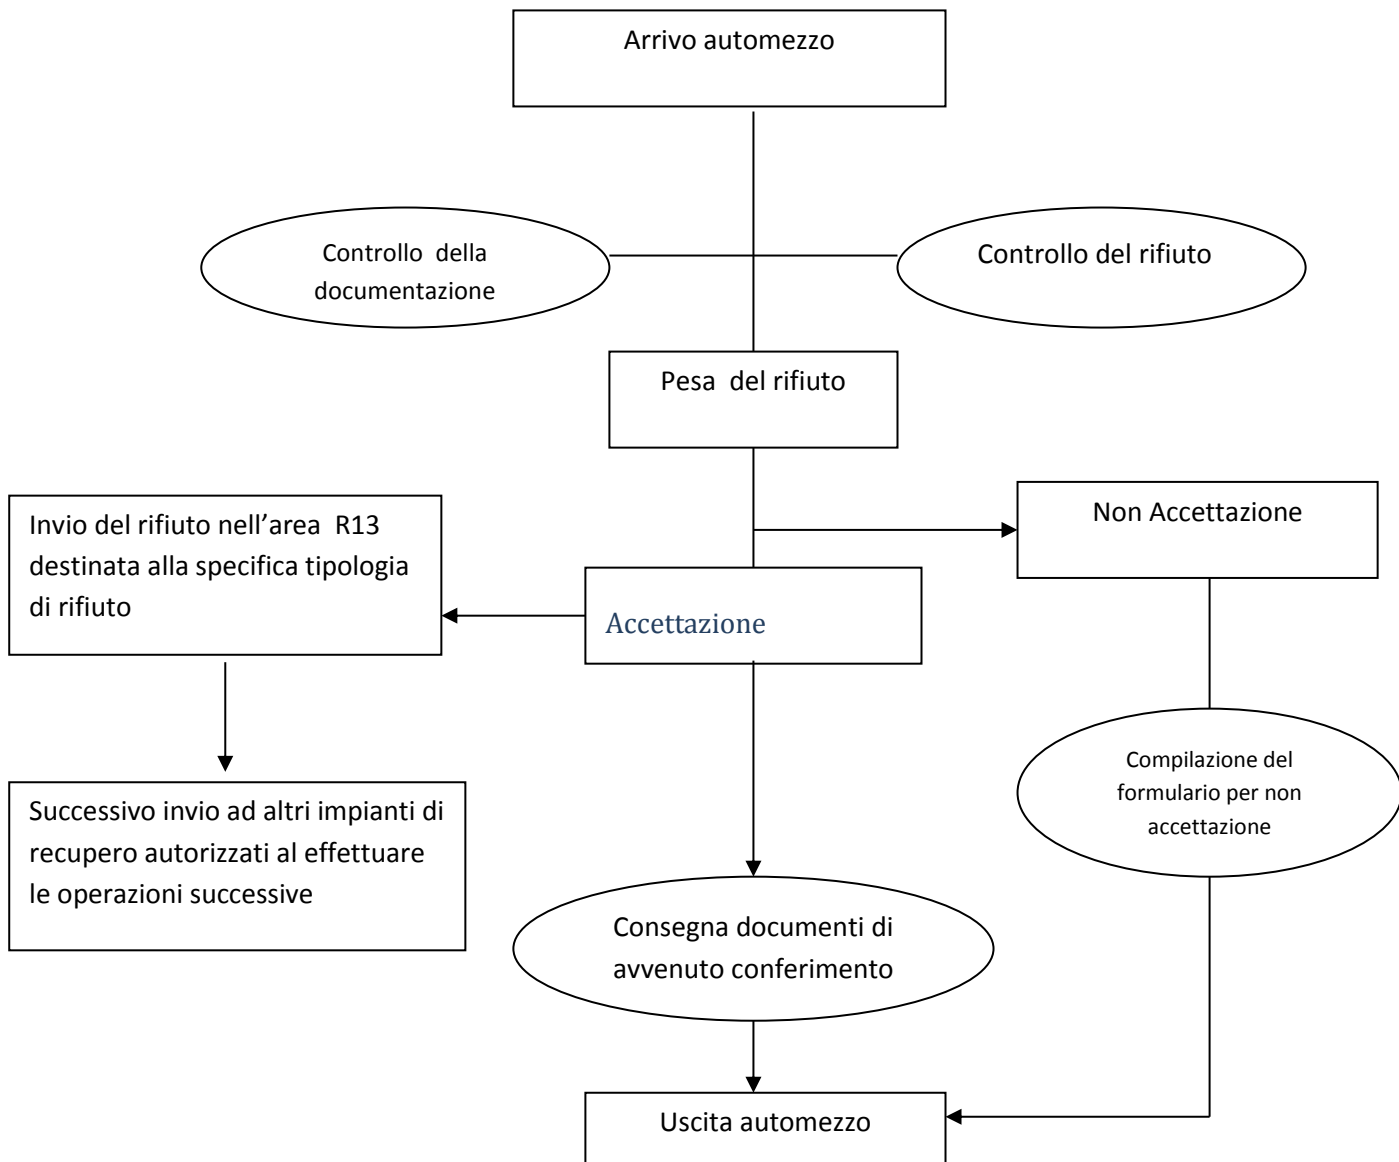 Arrivo automezzo
Controllo della
documentazione
Controllo del rifiuto
Pesa del rifiuto
Invio del rifiuto nell’area R13
destinata alla specifica tipologia
di rifiuto
Non Accettazione
Accettazione
Successivo invio ad altri impianti di
recupero autorizzati al effettuare
le operazioni successive
Compilazione del
formulario per non
accettazione
Consegna documenti di
avvenuto conferimento
Uscita automezzo